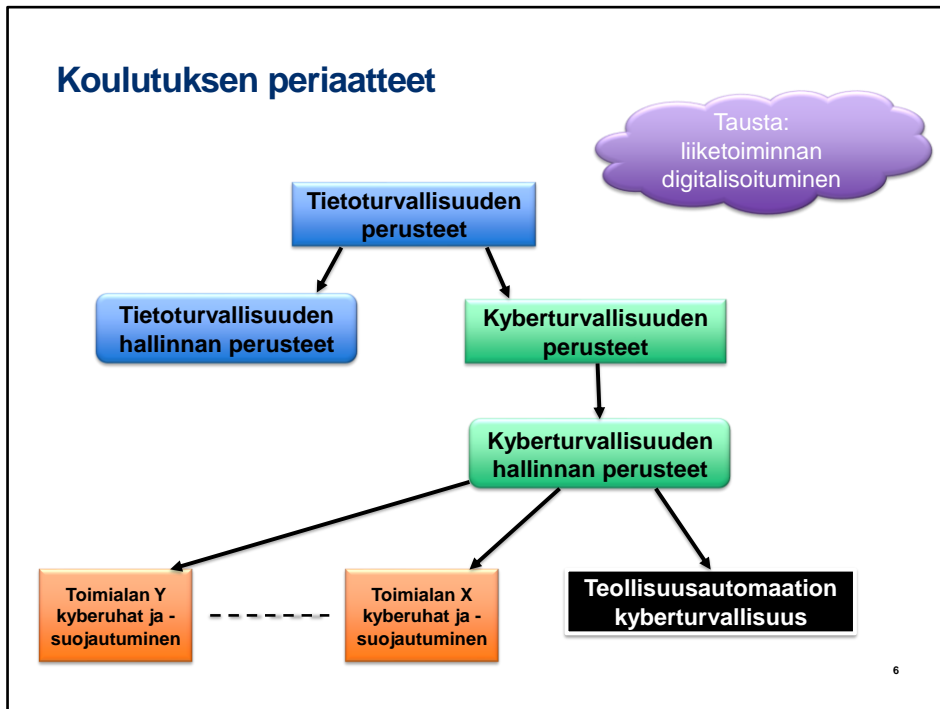 Koulutuksen periaatteet
Tausta:
liiketoiminnan
digitalisoituminen
Tietoturvallisuuden
perusteet
Tietoturvallisuuden
hallinnan perusteet
Kyberturvallisuuden
perusteet
Kyberturvallisuuden
hallinnan perusteet
Toimialan Y
kyberuhat ja -
suojautuminen
Toimialan X
kyberuhat ja -
suojautuminen
Teollisuusautomaation
kyberturvallisuus
6